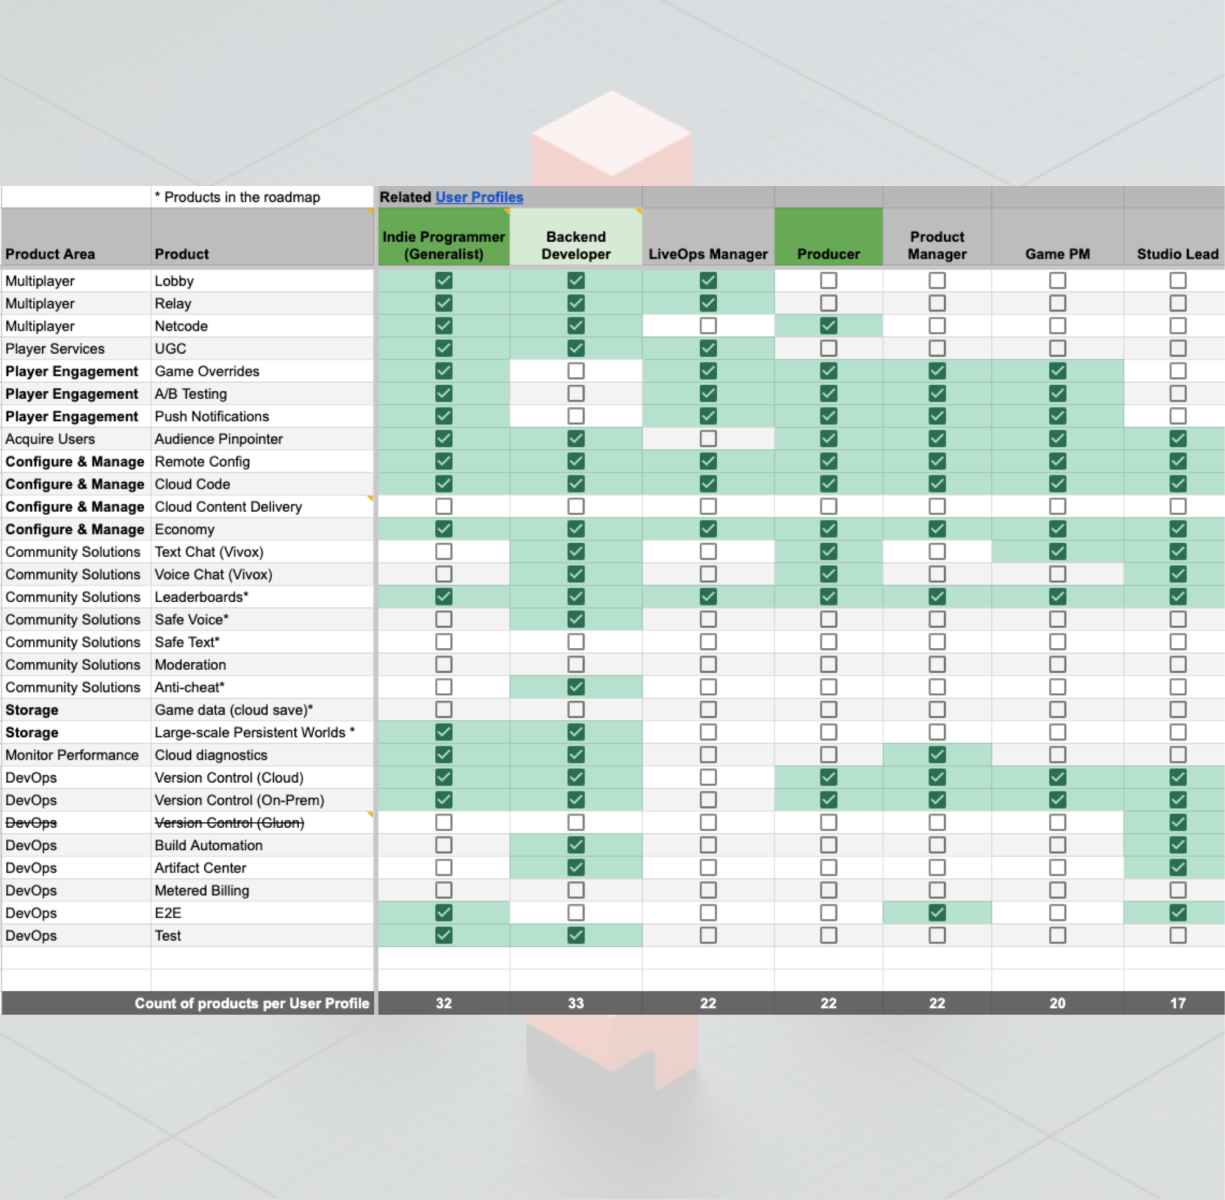 * Products in the roadmap Related User Profiles
Product Area Product Indie Programmer (Generalist) Backend Developer LiveOps Manager Producer Product Manager Game PM Studio Lead
Multiplayer Lobby
Multiplayer Relay
Multiplayer Netcode
Player Services UGC
Player Engagement Game Overrides
Player Engagement A/B Testing
Player Engagement Push Notifications
Acquire Users Audience Pinpointer
Configure & Manage Remote Config
Configure & Manage Cloud Code
Configure & Manage Cloud Content Delivery
Configure & Manage Economy
Community Solutions Text Chat (Vivox)
Community Solutions Voice Chat (Vivox)
Community Solutions Leaderboards*
Community Solutions Safe Voice*
Community Solutions Safe Text*
Community Solutions Moderation
Community Solutions Anti-cheat*
Storage Game data (cloud save)*
Storage Large-scale Persistent Worlds *
Monitor Performance Cloud diagnostics
DevOps Version Control (Cloud)
DevOps Version Control (On-Prem)
DevOps Version Control (Gluon)
DevOps Build Automation
DevOps Artifact Center
DevOps Metered Billing
DevOps E2E
DevOps Test
Count of products per User Profile 32 33 22 22 22 20 17